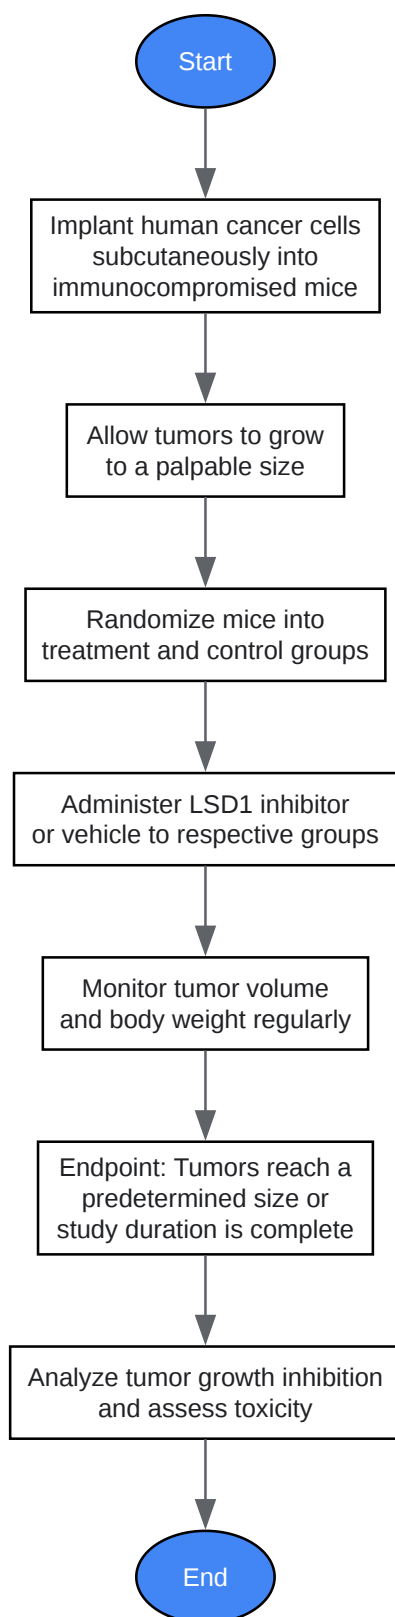 Start
Implant human cancer cells
subcutaneously into
immunocompromised mice
Allow tumors to grow
to a palpable size
Randomize mice into
treatment and control groups
Administer LSD1 inhibitor
or vehicle to respective groups
Monitor tumor volume
and body weight regularly
Endpoint: Tumors reach a
predetermined size or
study duration is complete
Analyze tumor growth inhibition
and assess toxicity
End